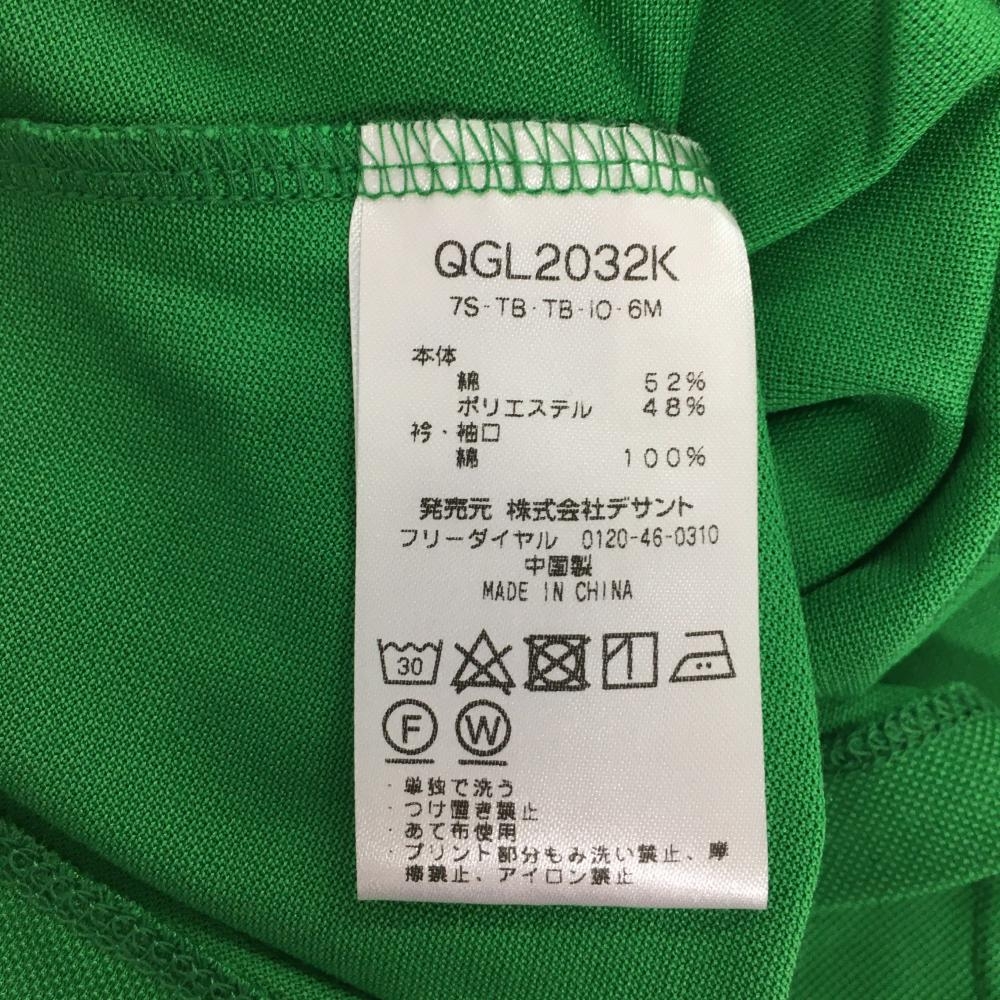 QGL2032K
7S-TB・TB-IO-6M
本体
綿 52%
ポリエステル 48%
衿・袖口
綿 100%
発売元 株式会社デサント
フリーダイヤル 0120-46-0310
中国製
MADE IN CHINA
30
F W
・単独で洗う
・つけ置き禁止
・あて布使用
・プリント部分もみ洗い禁止、摩
擦禁止、アイロン禁止